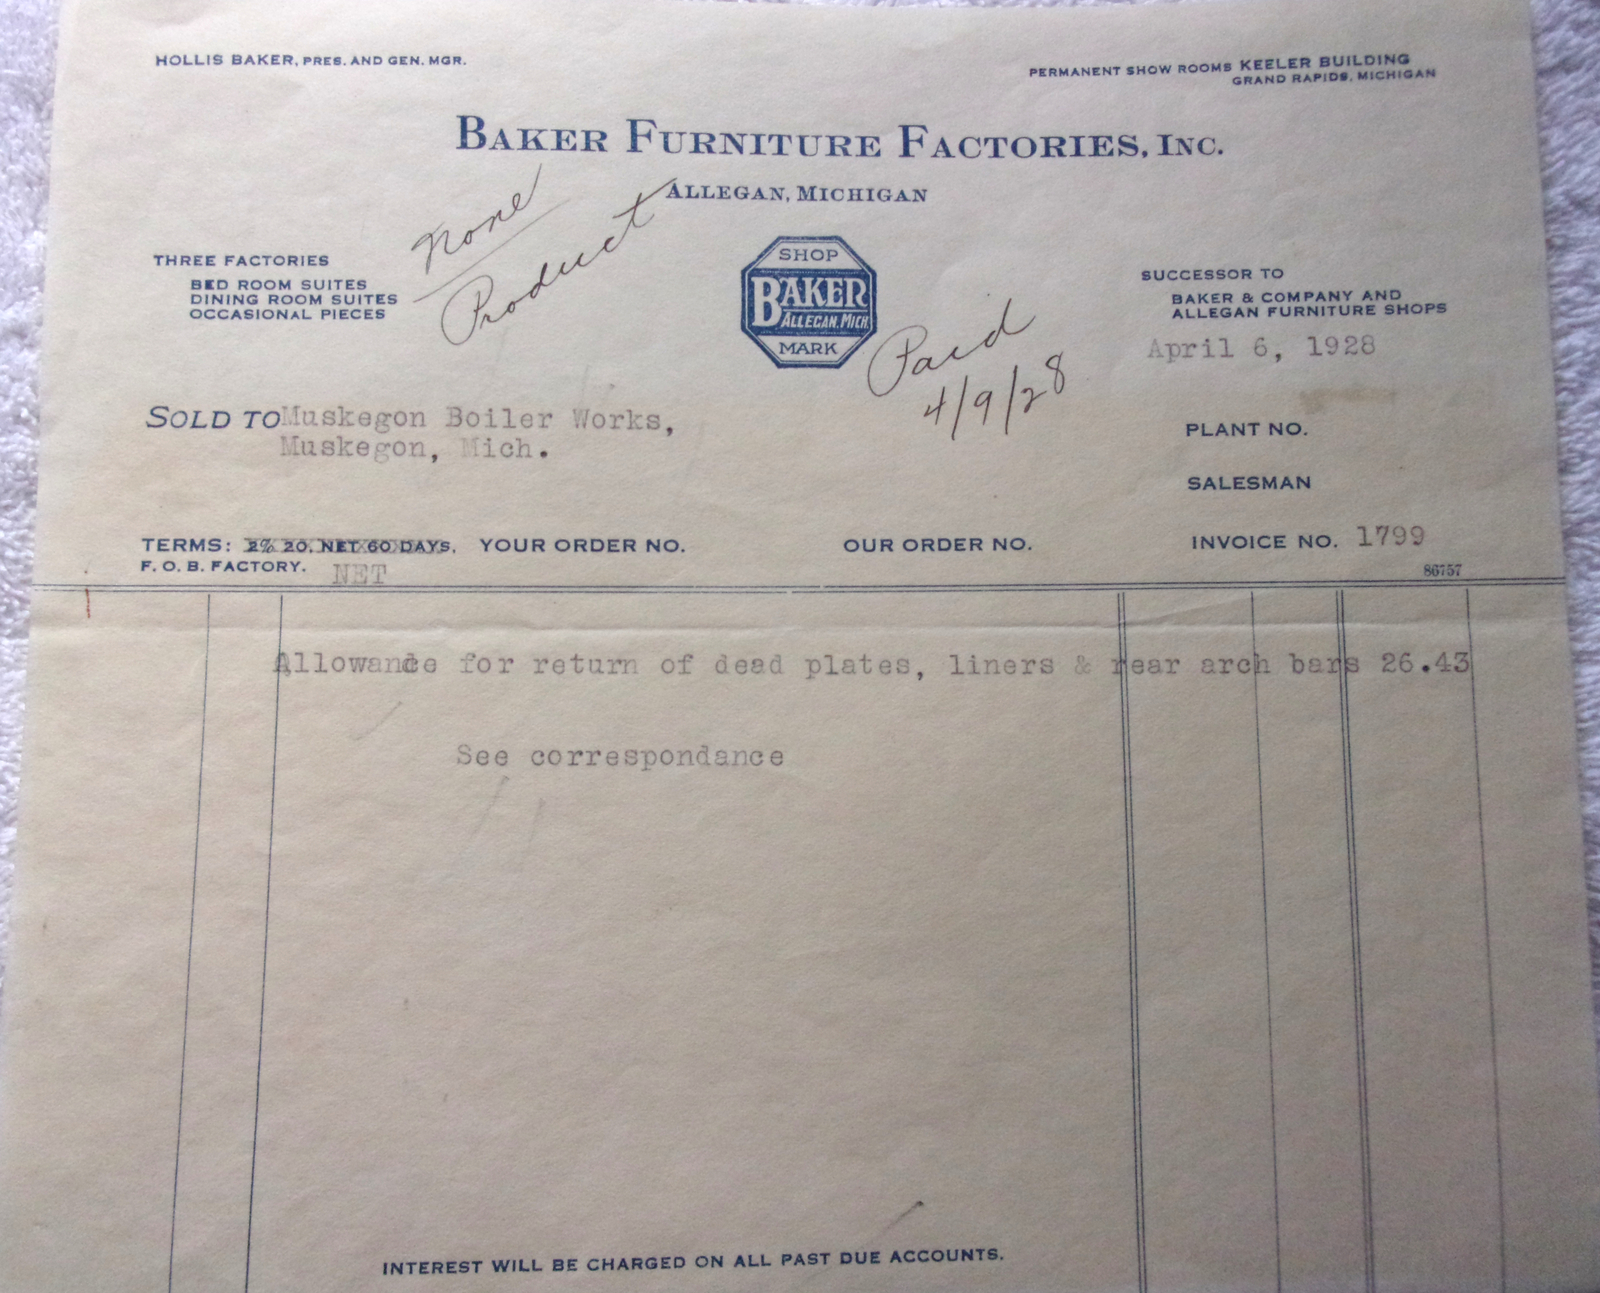 HOLLIS BAKER, PRES. AND GEN. MGR.
PERMANENT SHOW ROOMS KEELER BUILDING
GRAND RAPIDS, MICHIGAN
BAKER FURNITURE FACTORIES, INC.
ALLEGAN, MICHIGAN
None
Product
THREE FACTORIES
BED ROOM SUITES
DINING ROOM SUITES
OCCASIONAL PIECES
SHOP
BAKER
ALLEGAN, MICH.
MARK
SUCCESSOR TO
BAKER & COMPANY AND
ALLEGAN FURNITURE SHOPS
April 6, 1928
Paid
4/9/28
SOLD TO Muskegon Boiler Works,
Muskegon, Mich.
PLANT NO.
SALESMAN
TERMS: 2% 20, NET 60 DAYS. YOUR ORDER NO. OUR ORDER NO. INVOICE NO. 1799
F. O. B. FACTORY. NET
86757
Allowance for return of dead plates, liners & rear arch bars 26.43
See correspondance
INTEREST WILL BE CHARGED ON ALL PAST DUE ACCOUNTS.